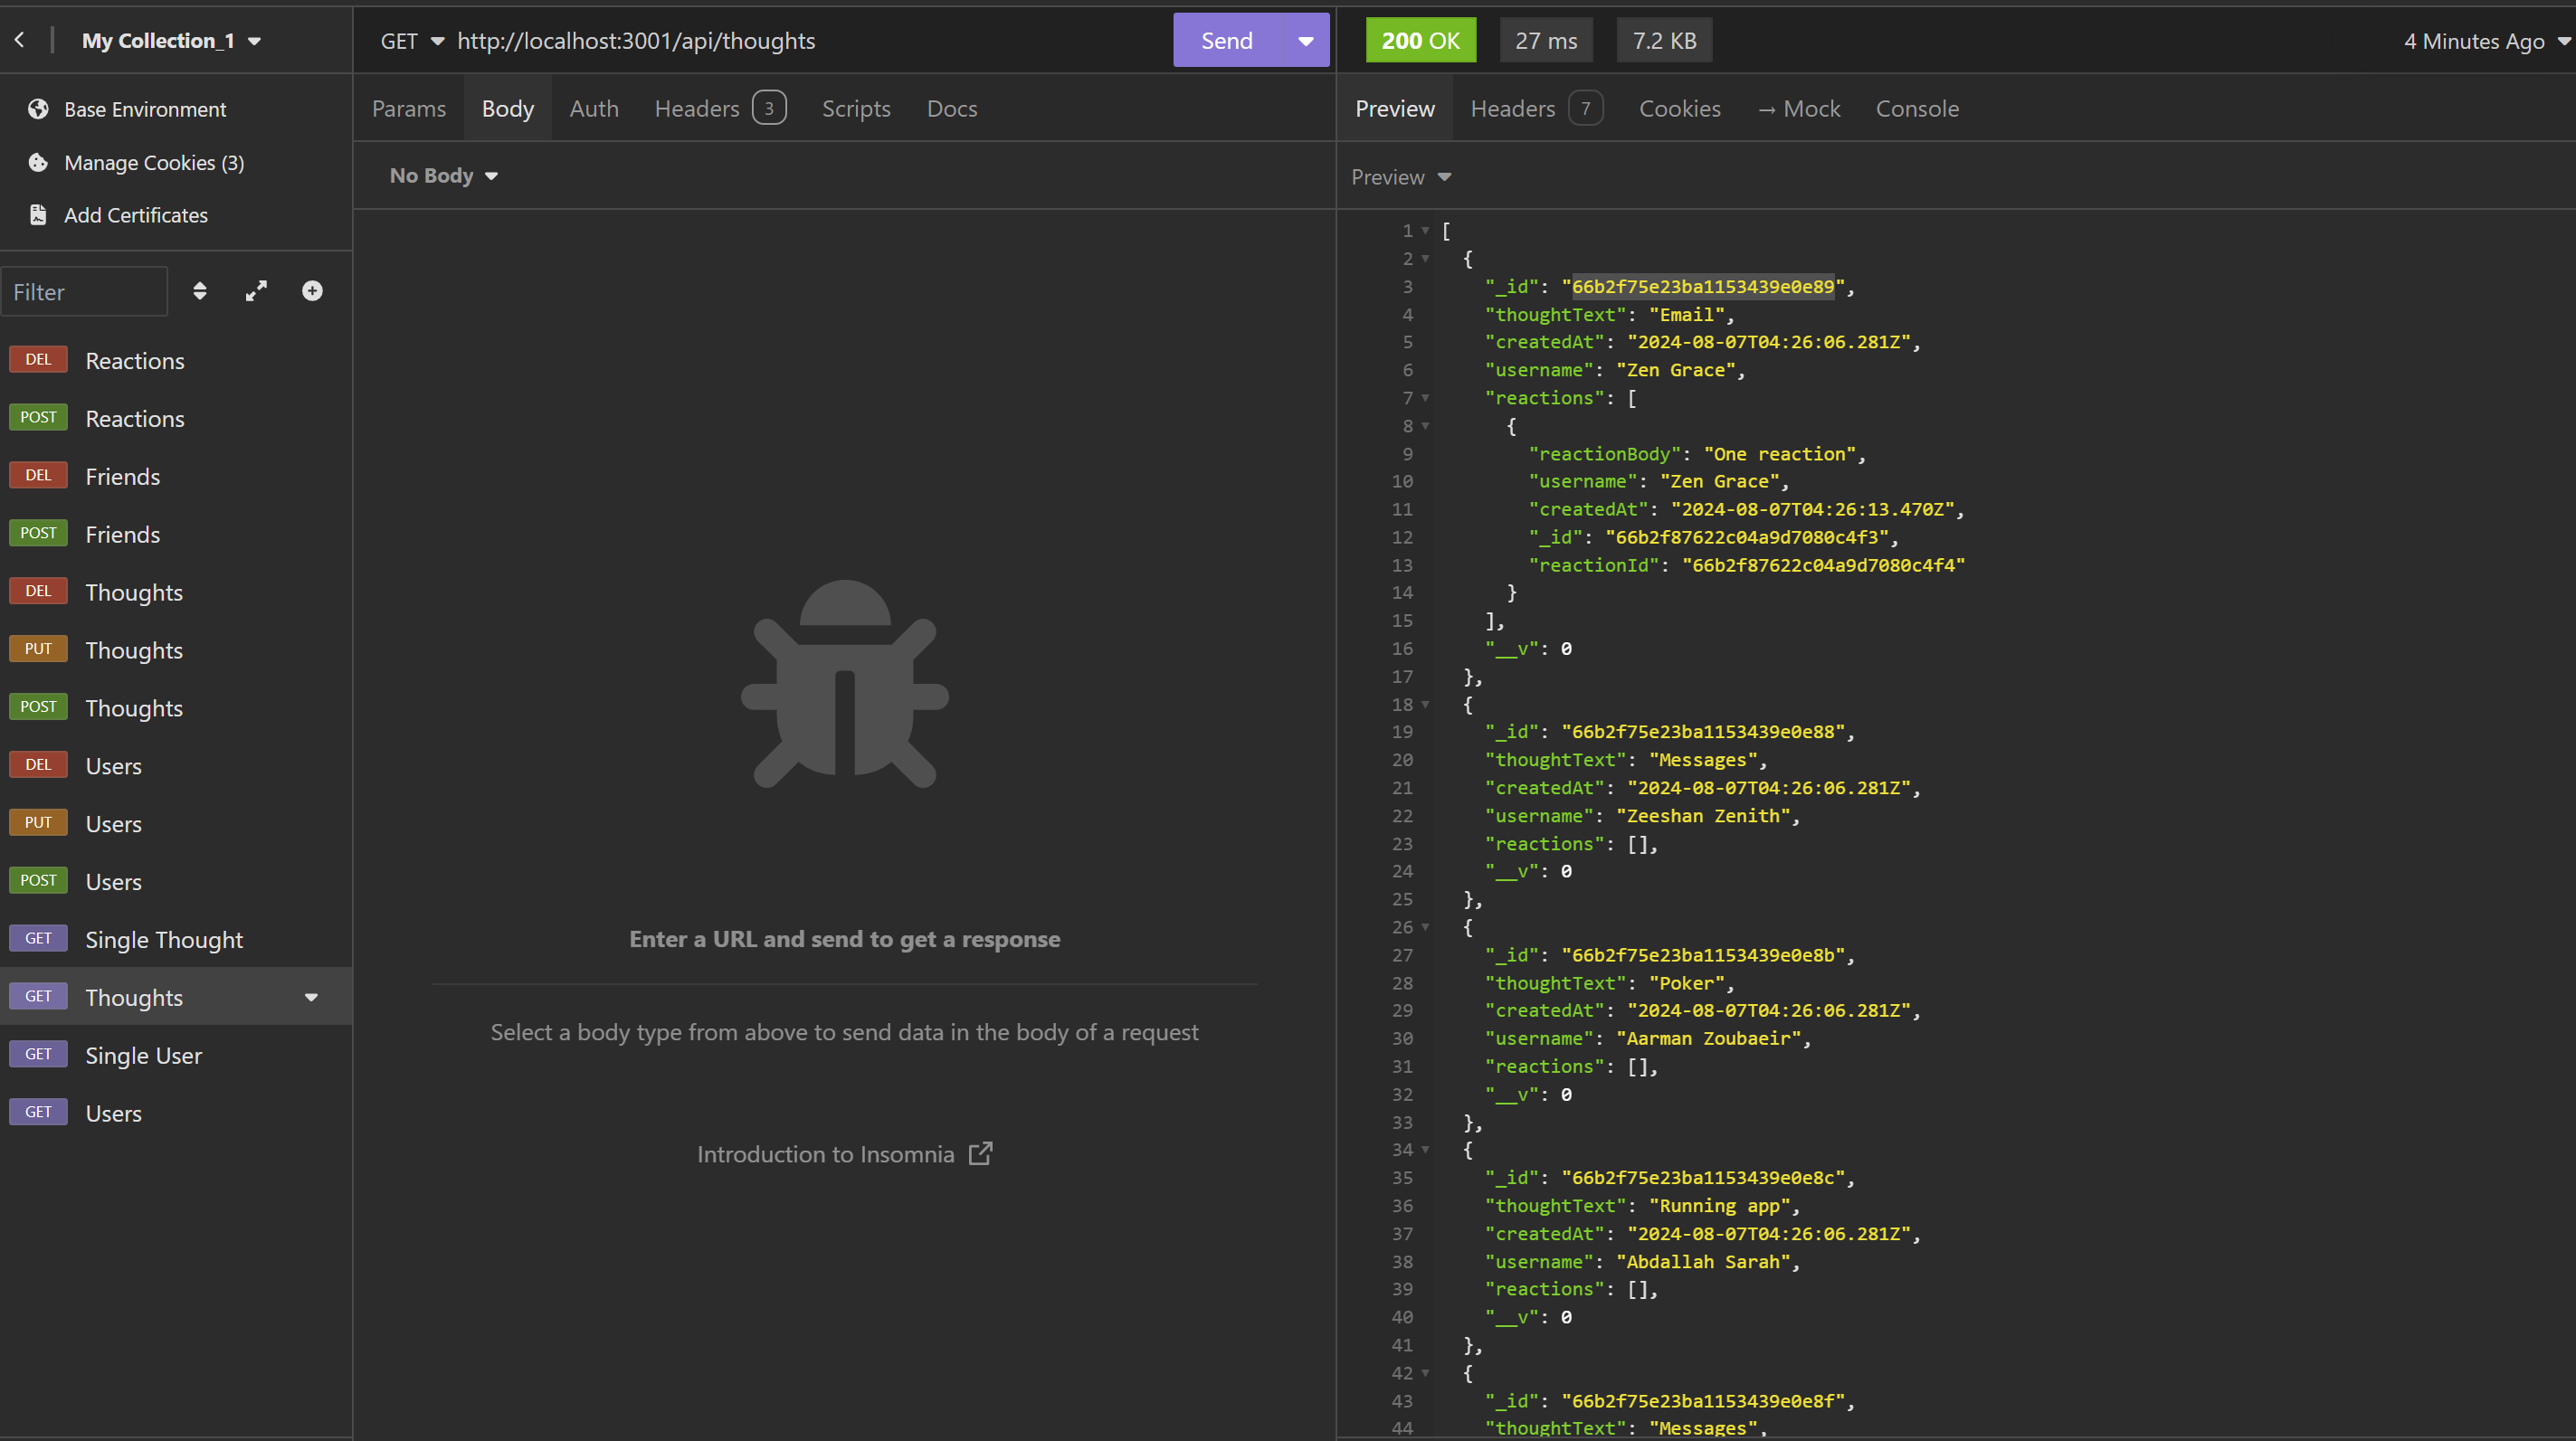 My Collection_1
GET http://localhost:3001/api/thoughts
Send
200 OK
27 ms
7.2 KB
4 Minutes Ago
Base Environment
Manage Cookies (3)
Add Certificates
Filter
DEL Reactions
POST Reactions
DEL Friends
POST Friends
DEL Thoughts
PUT Thoughts
POST Thoughts
DEL Users
PUT Users
POST Users
GET Single Thought
GET Thoughts
GET Single User
GET Users
Params Body Auth Headers 3 Scripts Docs
No Body
Enter a URL and send to get a response
Select a body type from above to send data in the body of a request
Introduction to Insomnia
Preview Headers 7 Cookies → Mock Console
Preview
1 [
2 {
3 "_id": "66b2f75e23ba1153439e0e89",
4 "thoughtText": "Email",
5 "createdAt": "2024-08-07T04:26:06.281Z",
6 "username": "Zen Grace",
7 "reactions": [
8 {
9 "reactionBody": "One reaction",
10 "username": "Zen Grace",
11 "createdAt": "2024-08-07T04:26:13.470Z",
12 "_id": "66b2f87622c04a9d7080c4f3",
13 "reactionId": "66b2f87622c04a9d7080c4f4"
14 }
15 ],
16 "__v": 0
17 },
18 {
19 "_id": "66b2f75e23ba1153439e0e88",
20 "thoughtText": "Messages",
21 "createdAt": "2024-08-07T04:26:06.281Z",
22 "username": "Zeeshan Zenith",
23 "reactions": [],
24 "__v": 0
25 },
26 {
27 "_id": "66b2f75e23ba1153439e0e8b",
28 "thoughtText": "Poker",
29 "createdAt": "2024-08-07T04:26:06.281Z",
30 "username": "Aarman Zoubaeir",
31 "reactions": [],
32 "__v": 0
33 },
34 {
35 "_id": "66b2f75e23ba1153439e0e8c",
36 "thoughtText": "Running app",
37 "createdAt": "2024-08-07T04:26:06.281Z",
38 "username": "Abdallah Sarah",
39 "reactions": [],
40 "__v": 0
41 },
42 {
43 "_id": "66b2f75e23ba1153439e0e8f",
44 "thoughtText": "Messages",